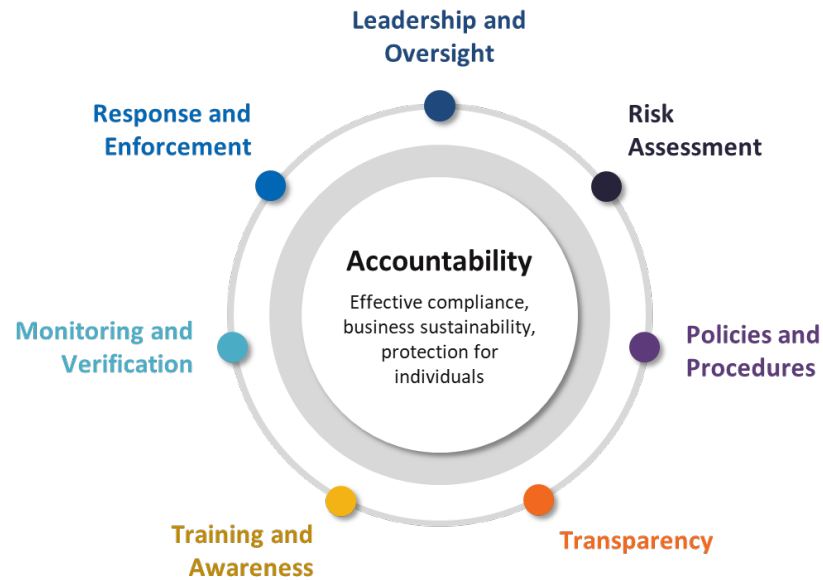 Leadership and
Oversight
Risk
Assessment
Policies and
Procedures
Transparency
Training and
Awareness
Monitoring and
Verification
Response and
Enforcement
Accountability
Effective compliance,
business sustainability,
protection for
individuals